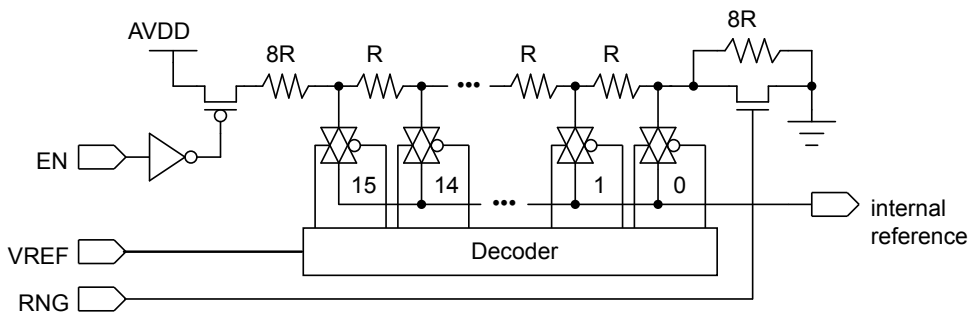 AVDD
8R
8R R R R
EN
15 14 1 0
internal
reference
VREF Decoder
RNG